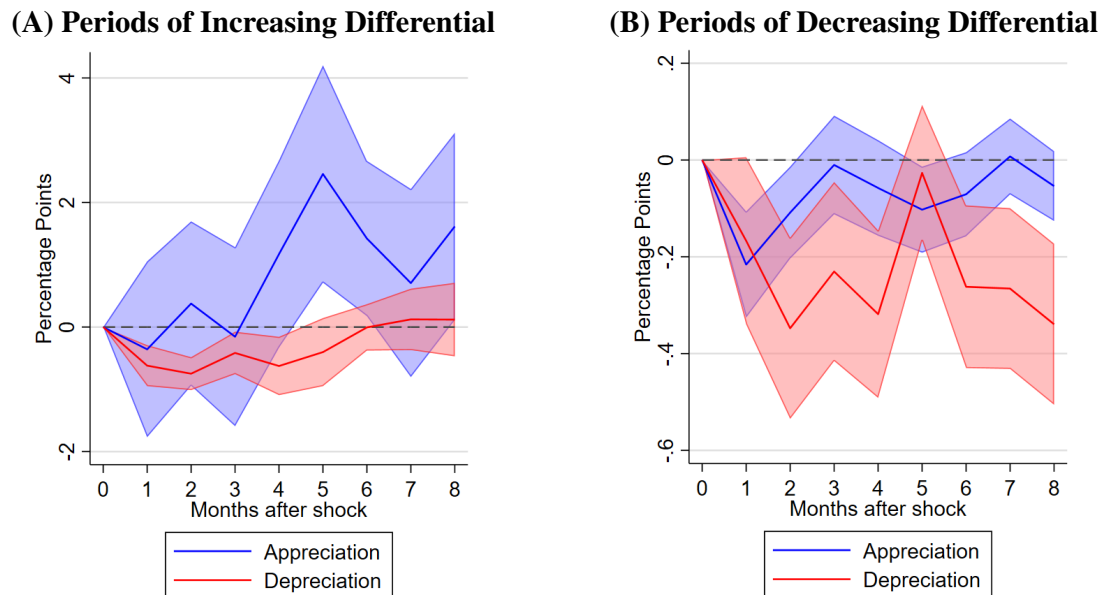 (A) Periods of Increasing Differential
Percentage Points
4
2
0
-2
0 1 2 3 4 5 6 7 8
Months after shock
Appreciation
Depreciation
(B) Periods of Decreasing Differential
Percentage Points
.2
0
-.2
-.4
-.6
0 1 2 3 4 5 6 7 8
Months after shock
Appreciation
Depreciation